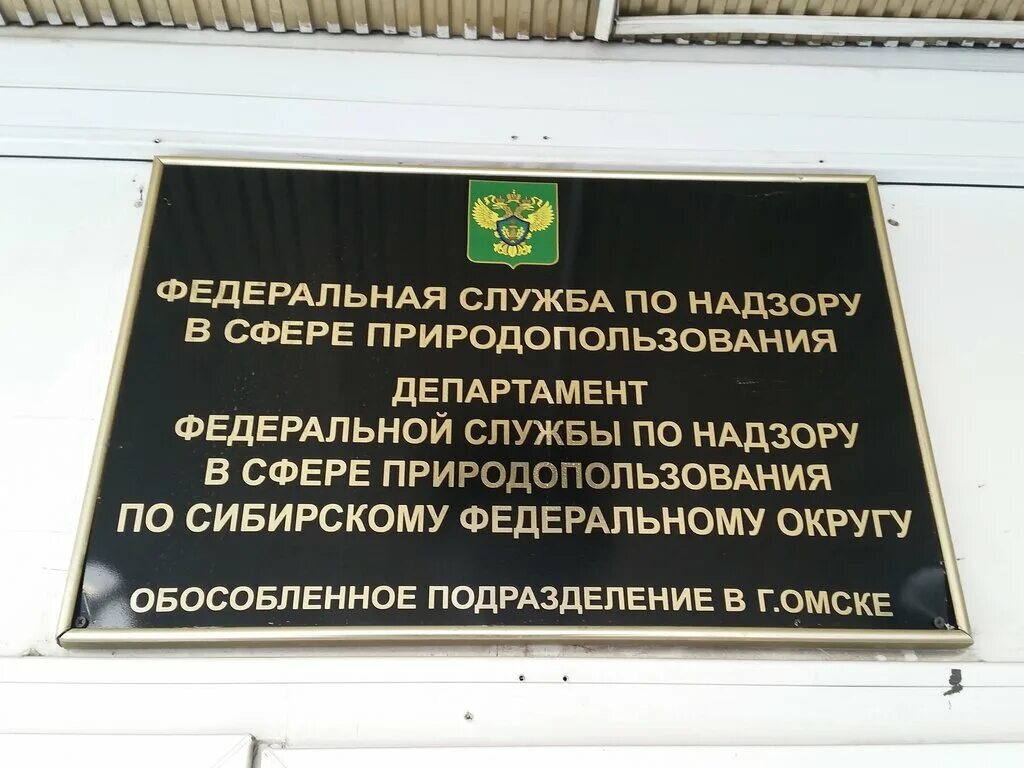 ФЕДЕРАЛЬНАЯ СЛУЖБА ПО НАДЗОРУ
В СФЕРЕ ПРИРОДОПОЛЬЗОВАНИЯ
ДЕПАРТАМЕНТ
ФЕДЕРАЛЬНОЙ СЛУЖБЫ ПО НАДЗОРУ
В СФЕРЕ ПРИРОДОПОЛЬЗОВАНИЯ
ПО СИБИРСКОМУ ФЕДЕРАЛЬНОМУ ОКРУГУ
ОБОСОБЛЕННОЕ ПОДРАЗДЕЛЕНИЕ В Г.ОМСКЕ